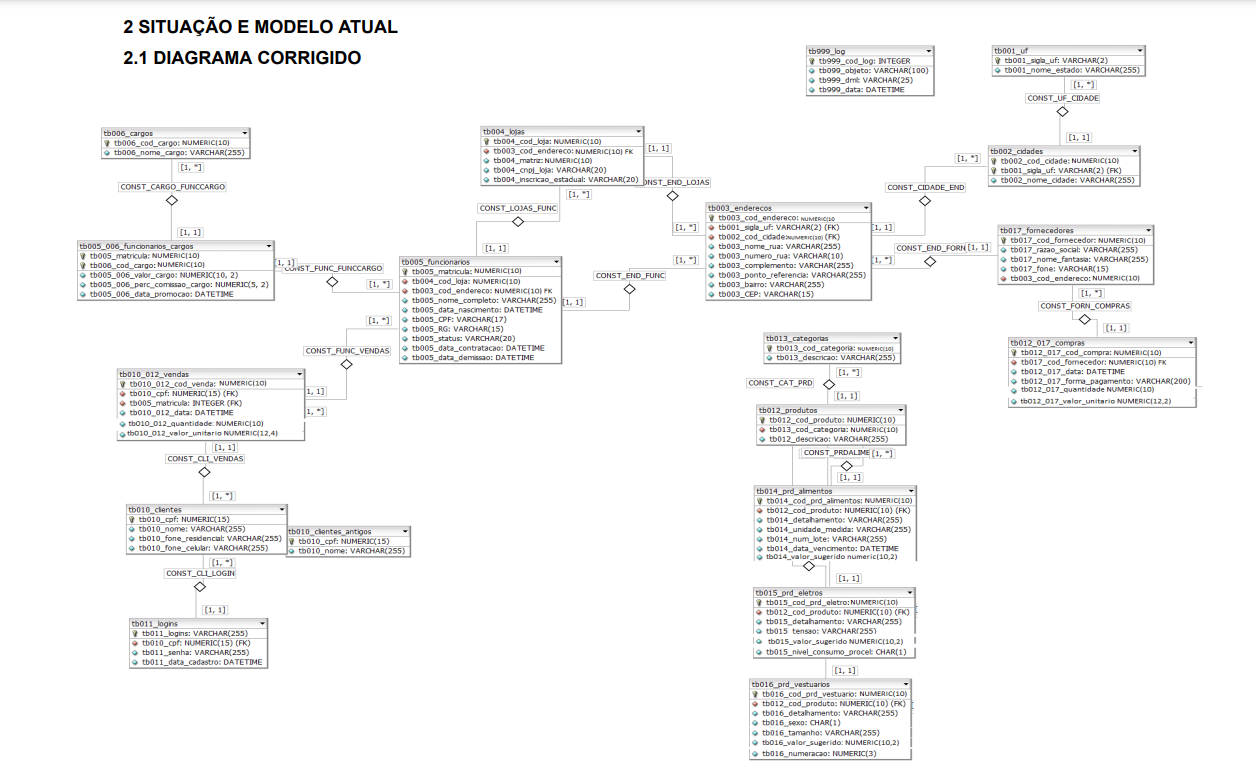 2 SITUAÇÃO E MODELO ATUAL
2.1 DIAGRAMA CORRIGIDO
tb999_log
tb999_cod_log: INTEGER
tb999_objeto: VARCHAR(100)
tb999_dml: VARCHAR(25)
tb999_data: DATETIME
tb001_uf
tb001_sigla_uf: VARCHAR(2)
tb001_nome_estado: VARCHAR(255)
[1, *]
CONST_UF_CIDADE
[1, 1]
tb002_cidades
tb002_cod_cidade: NUMERIC(10)
tb001_sigla_uf: VARCHAR(2) (FK)
tb002_nome_cidade: VARCHAR(255)
[1, *]
CONST_CIDADE_END
[1, 1]
tb006_cargos
tb006_cod_cargo: NUMERIC(10)
tb006_nome_cargo: VARCHAR(255)
[1, *]
CONST_CARGO_FUNCCARGO
[1, 1]
tb004_lojas
tb004_cod_loja: NUMERIC(10)
tb003_cod_endereco: NUMERIC(10) FK
tb004_matriz: NUMERIC(10)
tb004_cnpj_loja: VARCHAR(20)
tb004_inscricao_estadual: VARCHAR(20)
[1, 1]
ONST_END_LOJAS
[1, *]
[1, *]
CONST_LOJAS_FUNC
[1, 1]
tb003_enderecos
tb003_cod_endereco: NUMERIC(10
tb001_sigla_uf: VARCHAR(2) (FK)
tb002_cod_cidade:NUMERIC(10) (FK)
tb003_nome_rua: VARCHAR(255)
tb003_numero_rua: VARCHAR(10)
tb003_complemento: VARCHAR(255)
tb003_ponto_referencia: VARCHAR(255)
tb003_bairro: VARCHAR(255)
tb003_CEP: VARCHAR(15)
[1, *]
CONST_END_FORN
[1, 1]
tb017_fornecedores
tb017_cod_fornecedor: NUMERIC(10)
tb017_razao_social: VARCHAR(255)
tb017_nome_fantasia: VARCHAR(255)
tb017_fone: VARCHAR(15)
tb003_cod_endereco: NUMERIC(10)
[1, *]
CONST_FORN_COMPRAS
[1, 1]
tb005_006_funcionarios_cargos
tb005_matricula: NUMERIC(10)
tb006_cod_cargo: NUMERIC(10)
tb005_006_valor_cargo: NUMERIC(10, 2)
tb005_006_perc_comissao_cargo: NUMERIC(5, 2)
tb005_006_data_promocao: DATETIME
[1, 1]
CONST_FUNC_FUNCCARGO
[1, *]
tb005_funcionarios
tb005_matricula: NUMERIC(10)
tb004_cod_loja: NUMERIC(10)
tb003_cod_endereco: NUMERIC(10) FK
tb005_nome_completo: VARCHAR(255)
tb005_data_nascimento: DATETIME
tb005_CPF: VARCHAR(17)
tb005_RG: VARCHAR(15)
tb005_status: VARCHAR(20)
tb005_data_contratacao: DATETIME
tb005_data_demissao: DATETIME
[1, *]
CONST_END_FUNC
[1, 1]
[1, *]
CONST_FUNC_VENDAS
1, 1]
1, *]
tb012_017_compras
tb012_017_cod_compra: NUMERIC(10)
tb017_cod_fornecedor: NUMERIC(10) FK
tb012_017_data: DATETIME
tb012_017_forma_pagamento: VARCHAR(200)
tb012_017_quantidade NUMERIC(10)
tb012_017_valor_unitario NUMERIC(12,2)
tb013_categorias
tb013_cod_categoria: NUMERIC(10)
tb013_descricao: VARCHAR(255)
[1, *]
CONST_CAT_PRD
[1, 1]
tb010_012_vendas
tb010_012_cod_venda: NUMERIC(10)
tb010_cpf: NUMERIC(15) (FK)
tb005_matricula: INTEGER (FK)
tb010_012_data: DATETIME
tb010_012_quantidade: NUMERIC(10)
tb010_012_valor_unitario NUMERIC(12,4)
[1, 1]
CONST_CLI_VENDAS
[1, *]
tb012_produtos
tb012_cod_produto: NUMERIC(10)
tb013_cod_categoria: NUMERIC(10)
tb012_descricao: VARCHAR(255)
CONST_PRDALIME
[1, *]
[1, 1]
tb014_prd_alimentos
tb014_cod_prd_alimentos: NUMERIC(10)
tb012_cod_produto: NUMERIC(10) (FK)
tb014_detalhamento: VARCHAR(255)
tb014_unidade_medida: VARCHAR(255)
tb014_num_lote: VARCHAR(255)
tb014_data_vencimento: DATETIME
tb014_valor_sugerido numeric(10,2)
[1, 1]
tb010_clientes
tb010_cpf: NUMERIC(15)
tb010_nome: VARCHAR(255)
tb010_fone_residencial: VARCHAR(255)
tb010_fone_celular: VARCHAR(255)
tb010_clientes_antigos
tb010_cpf: NUMERIC(15)
tb010_nome: VARCHAR(255)
[1, *]
CONST_CLI_LOGIN
[1, 1]
tb011_logins
tb011_logins: VARCHAR(255)
tb010_cpf: NUMERIC(15) (FK)
tb011_senha: VARCHAR(255)
tb011_data_cadastro: DATETIME
tb015_prd_eletros
tb015_cod_prd_eletro:NUMERIC(10)
tb012_cod_produto: NUMERIC(10) (FK)
tb015_detalhamento: VARCHAR(255)
tb015 tensao: VARCHAR(255)
tb015_valor_sugerido NUMERIC(10,2)
tb015_nivel_consumo_procel: CHAR(1)
[1, 1]
tb016_prd_vestuarios
tb016_cod_prd_vestuario: NUMERIC(10)
tb012_cod_produto: NUMERIC(10) (FK)
tb016_detalhamento: VARCHAR(255)
tb016_sexo: CHAR(1)
tb016_tamanho: VARCHAR(255)
tb016_valor_sugerido: NUMERIC(10,2)
tb016_numeracao: NUMERIC(3)